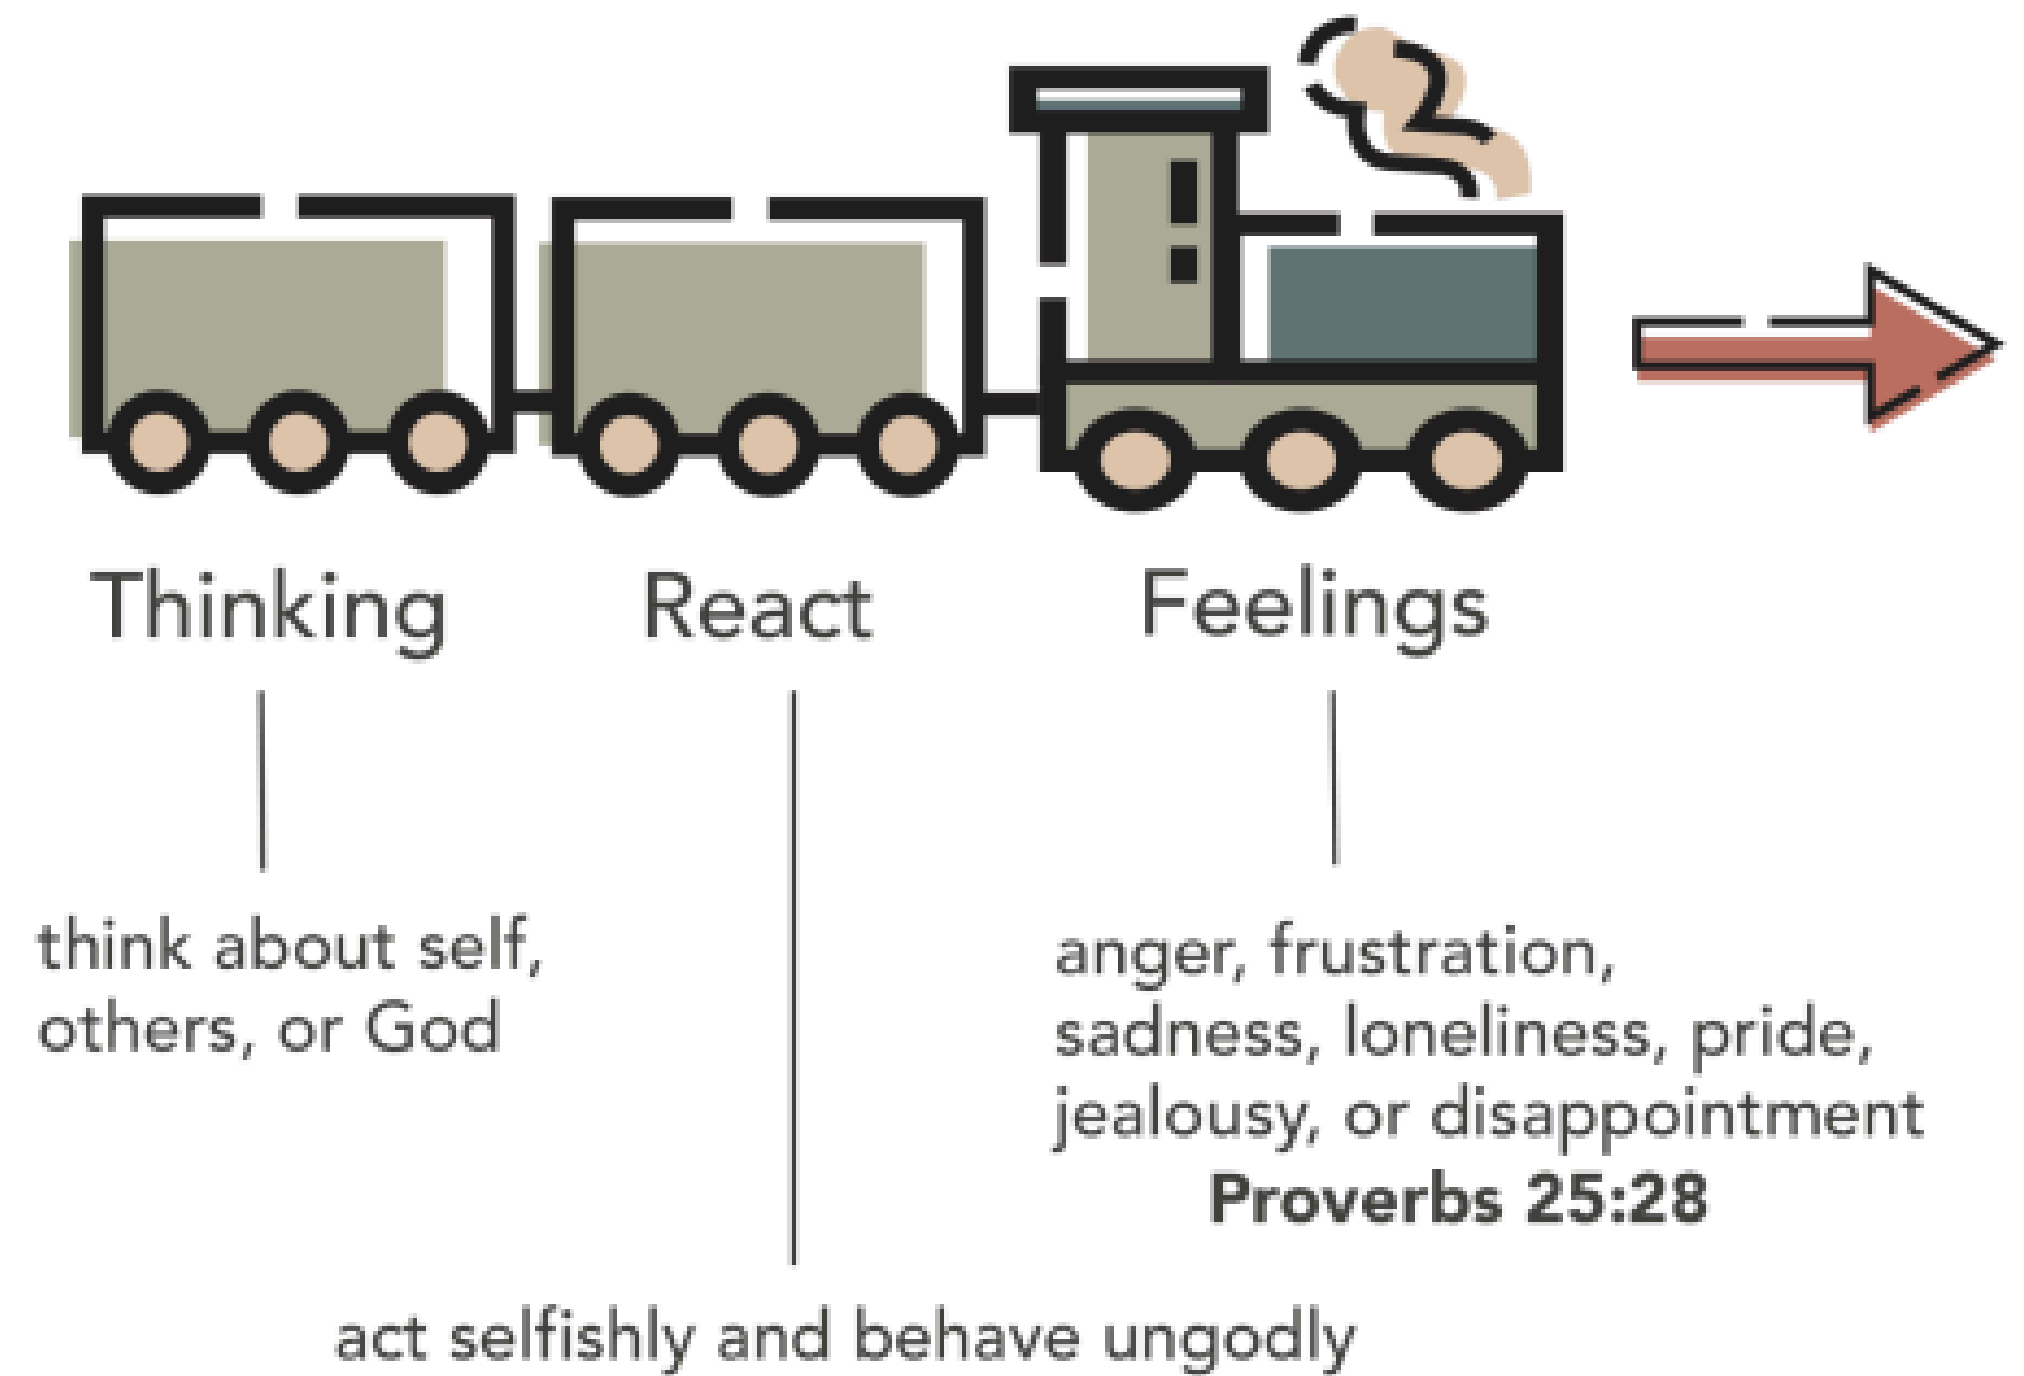 Thinking
React
Feelings
think about self,
others, or God
anger, frustration,
sadness, loneliness, pride,
jealousy, or disappointment
Proverbs 25:28
act selfishly and behave ungodly